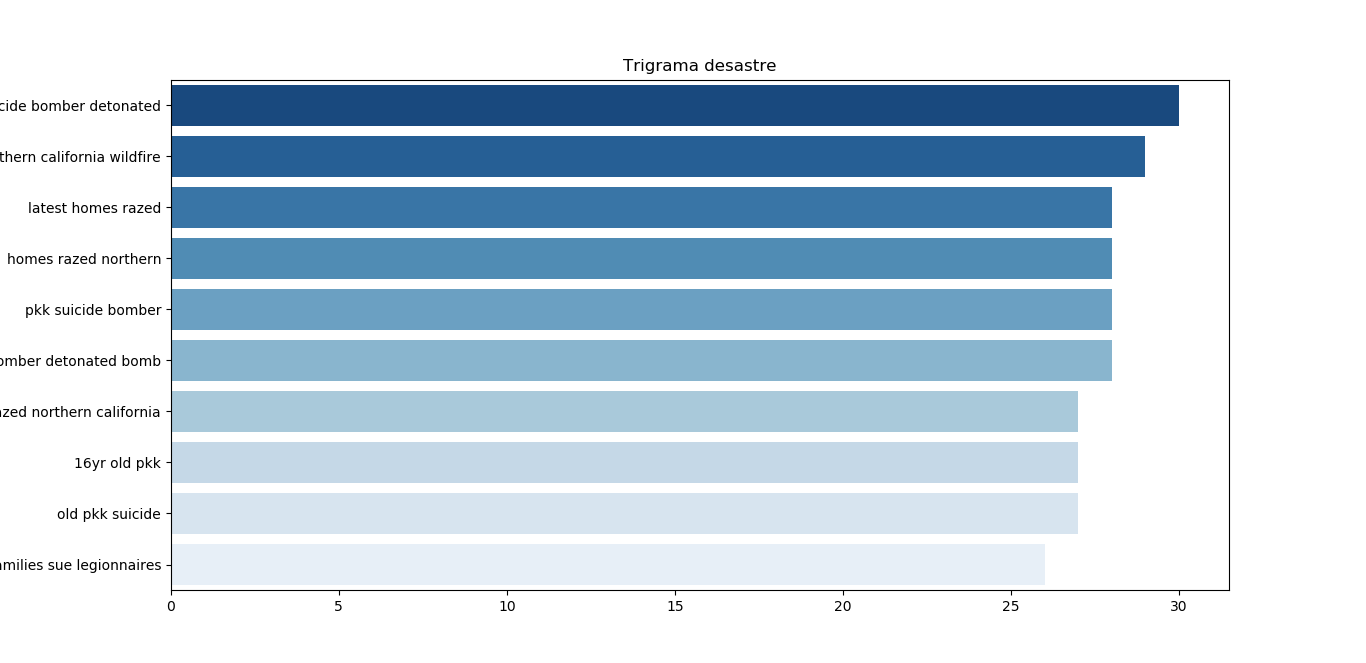 Trigrama desastre
cide bomber detonated
thern california wildfire
latest homes razed
homes razed northern
pkk suicide bomber
omber detonated bomb
azed northern california
16yr old pkk
old pkk suicide
amilies sue legionnaires
0 5 10 15 20 25 30